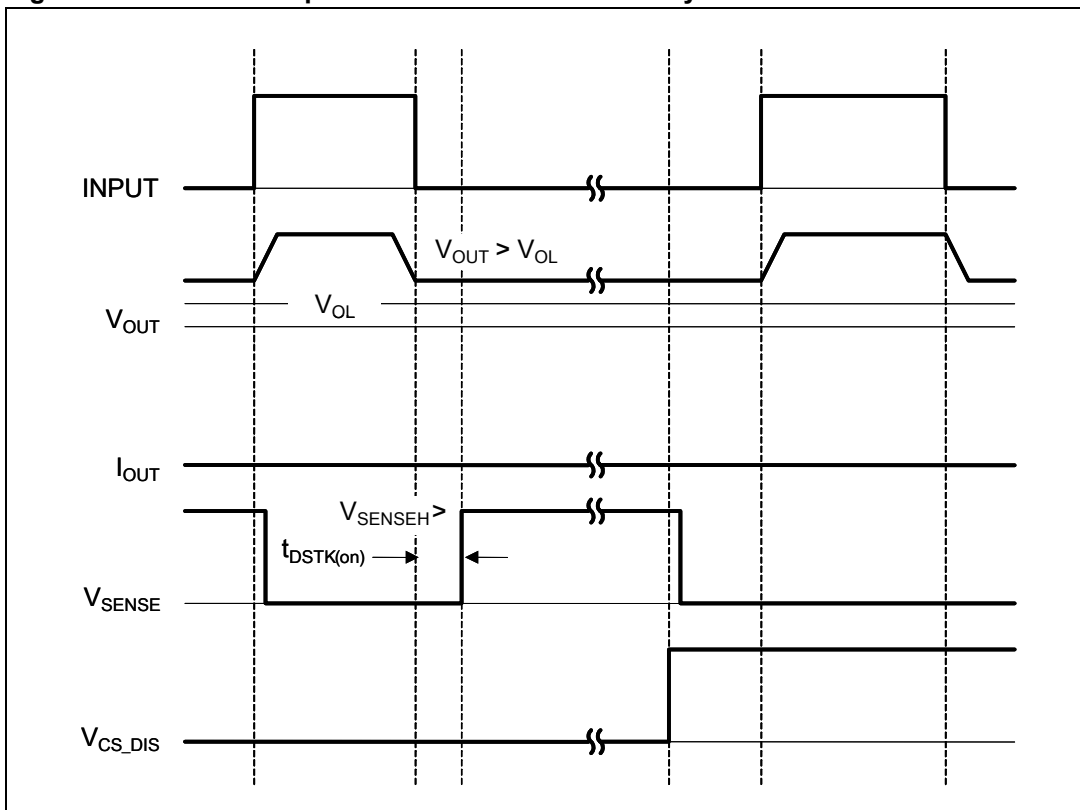 INPUT
V_OUT > V_OL
V_OL
V_OUT
I_OUT
V_SENSEH >
t_DSTK(on)
V_SENSE
V_CS_DIS